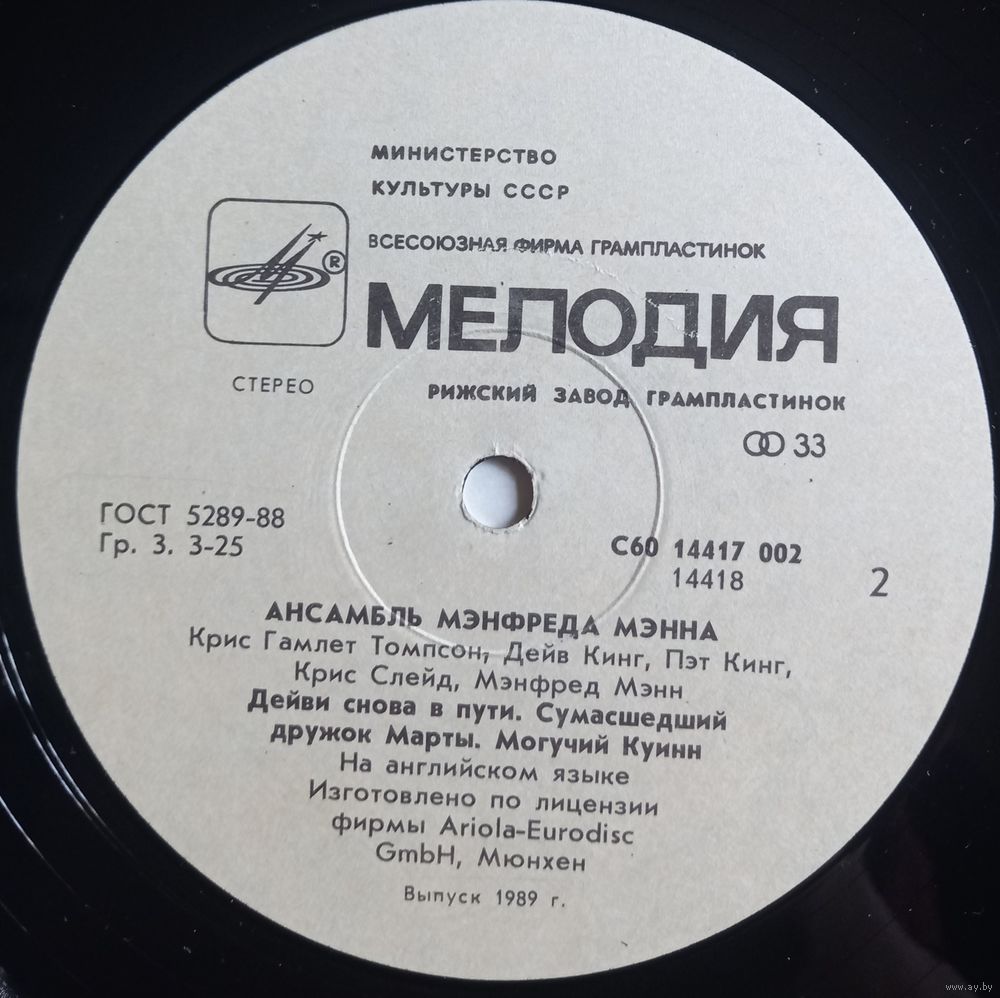 МИНИСТЕРСТВО
КУЛЬТУРЫ СССР
ВСЕСОЮЗНАЯ ФИРМА ГРАМПЛАСТИНОК
®
МЕЛОДИЯ
СТЕРЕО
РИЖСКИЙ ЗАВОД ГРАМПЛАСТИНОК
33
ГОСТ 5289-88
Гр. 3. 3-25
С60 14417 002
14418
2
АНСАМБЛЬ МЭНФРЕДА МЭННА
Крис Гамлет Томпсон, Дейв Кинг, Пэт Кинг,
Крис Слейд, Мэнфред Мэнн
Дейви снова в пути. Сумасшедший
дружок Марты. Могучий Куинн
На английском языке
Изготовлено по лицензии
фирмы Ariola-Eurodisc
GmbH, Мюнхен
Выпуск 1989 г.
www.ay.by